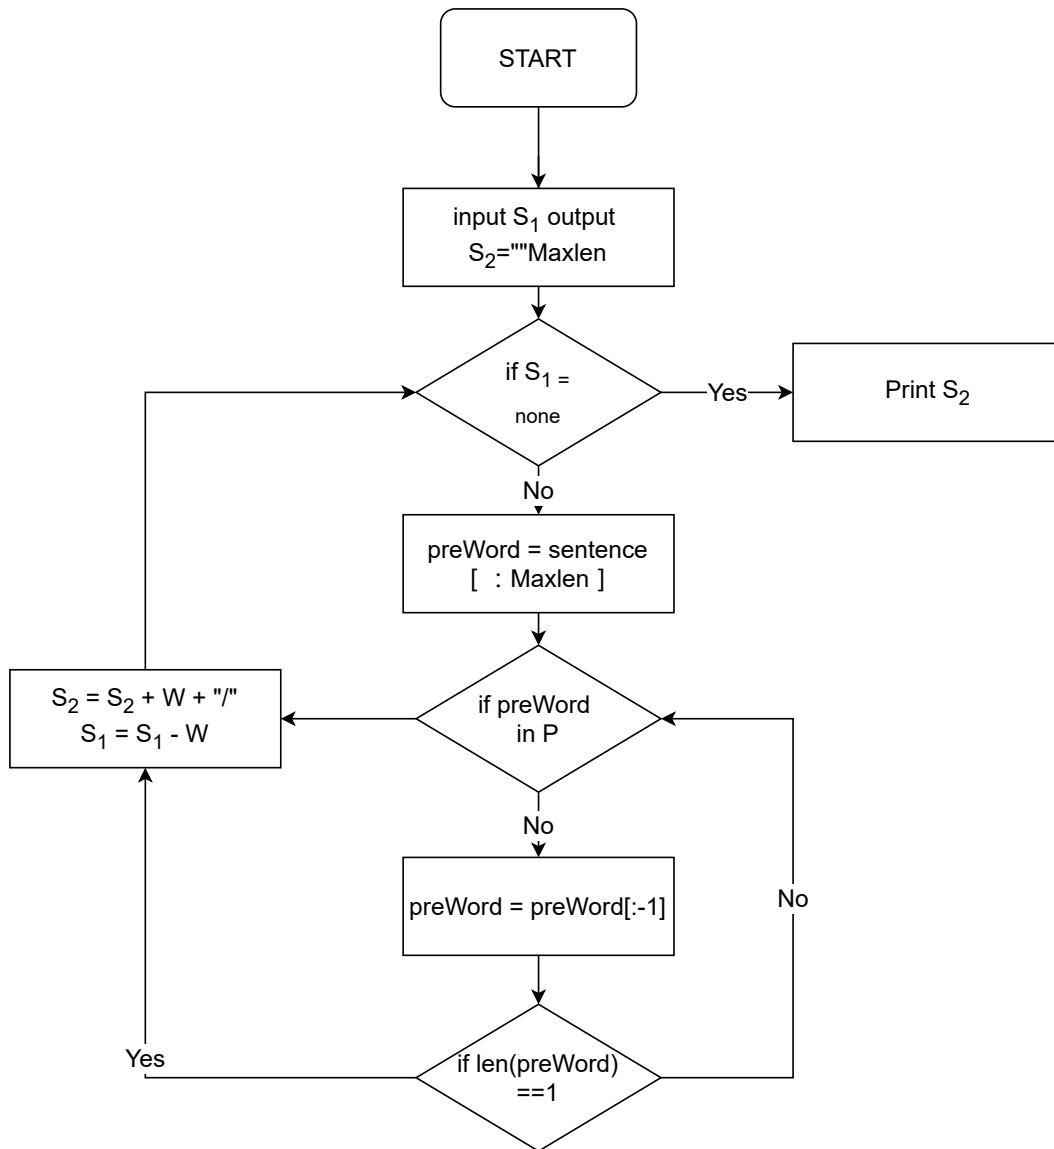 START
input S₁ output
S₂=""Maxlen
if S₁ =
none
Yes
Print S₂
No
preWord = sentence
[ ：Maxlen ]
S₂ = S₂ + W + "/"
S₁ = S₁ - W
if preWord
in P
No
preWord = preWord[:-1]
No
Yes
if len(preWord)
==1